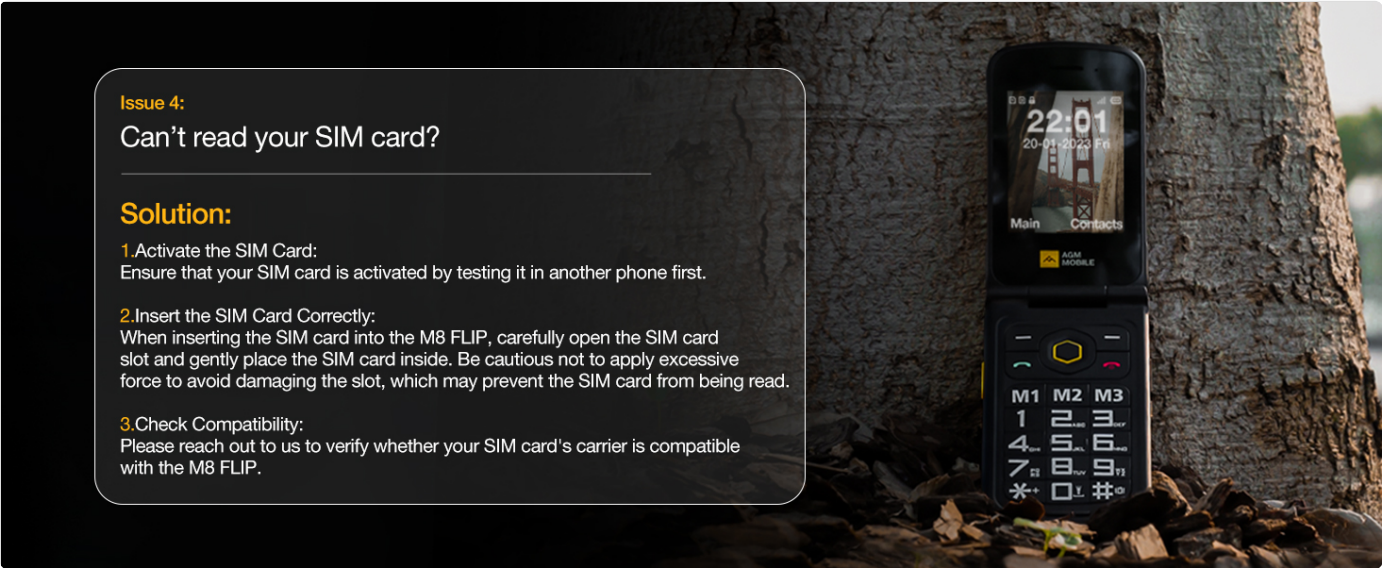 Issue 4:
Can’t read your SIM card?
Solution:
1.Activate the SIM Card:
Ensure that your SIM card is activated by testing it in another phone first.
2.Insert the SIM Card Correctly:
When inserting the SIM card into the M8 FLIP, carefully open the SIM card
slot and gently place the SIM card inside. Be cautious not to apply excessive
force to avoid damaging the slot, which may prevent the SIM card from being read.
3.Check Compatibility:
Please reach out to us to verify whether your SIM card's carrier is compatible
with the M8 FLIP.
22:01
20-01-2023 Fri
Main Contacts
AGM
MOBILE
M1 M2 M3
1 2 ABC 3 DEF
4 GHI 5 JKL 6 MNO
7 8 TUV 9
*+ 0 #